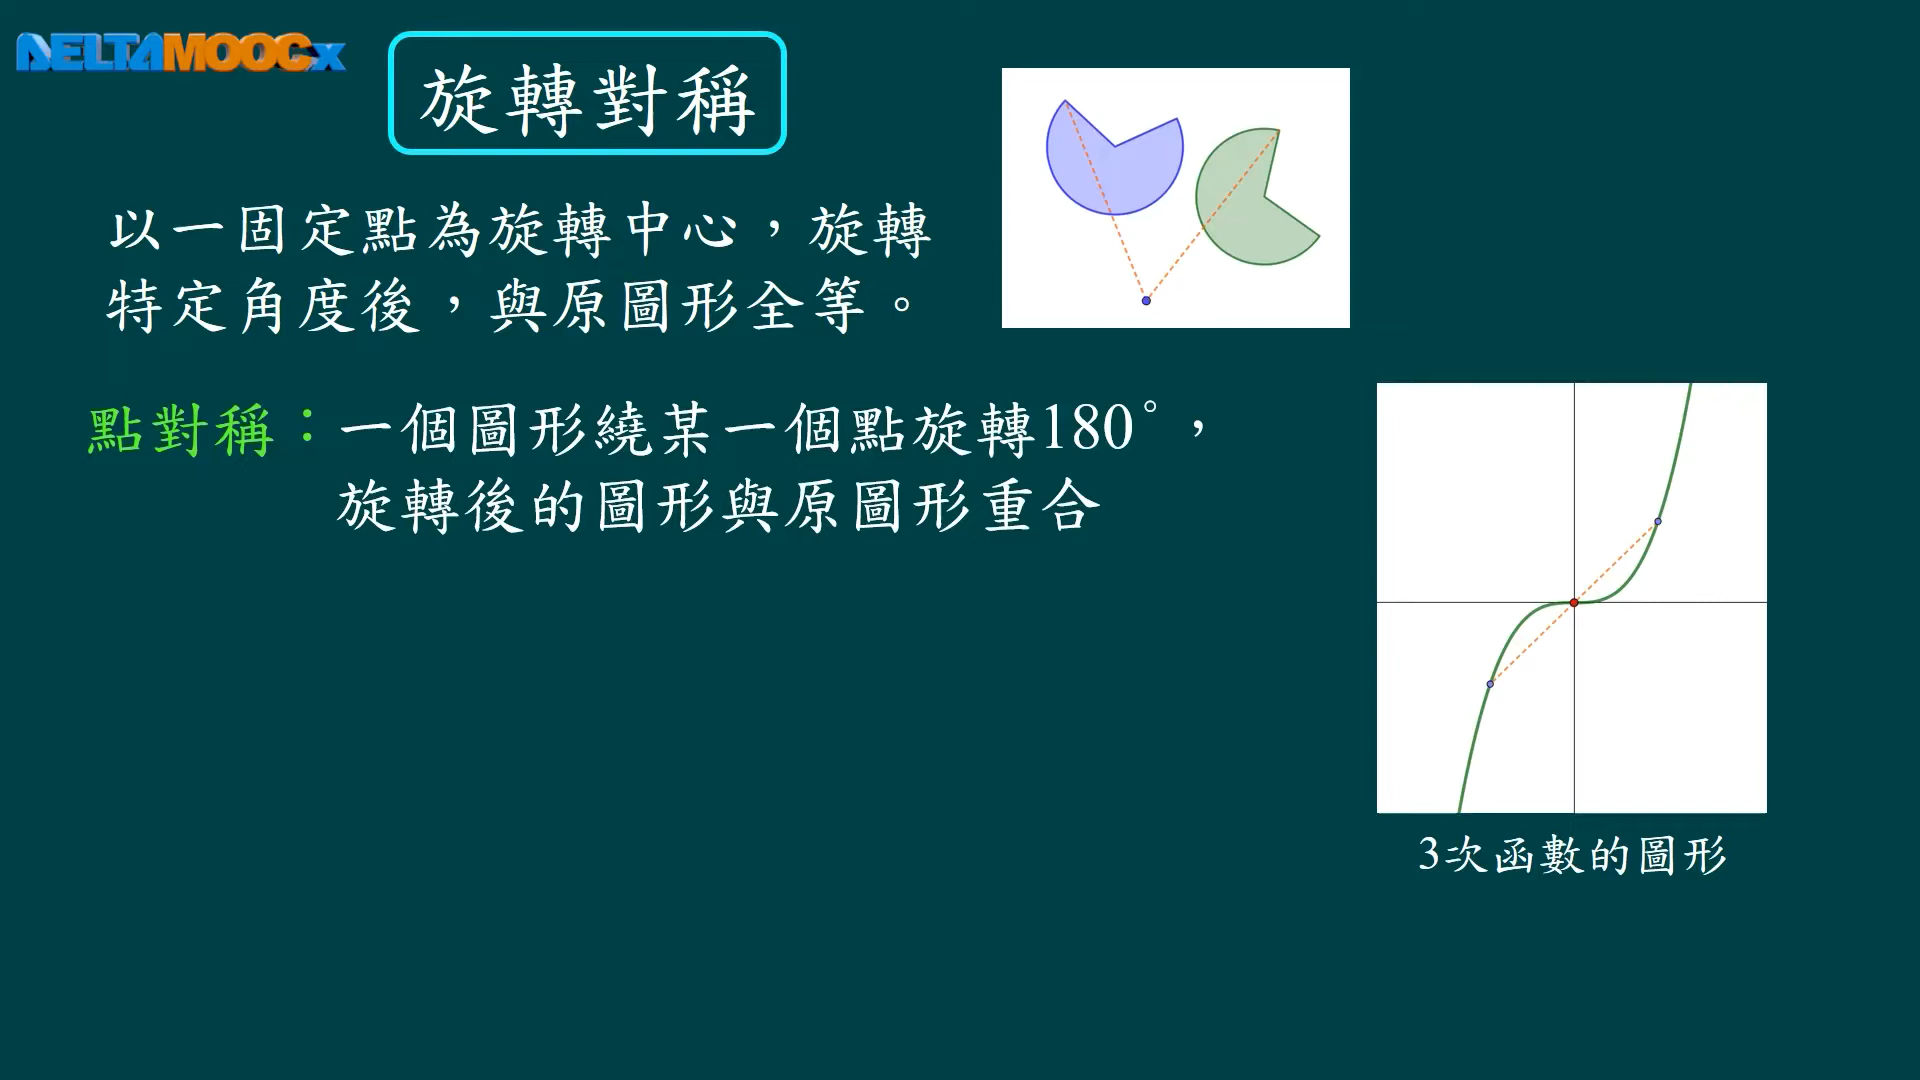 DELTAMOOCx
旋轉對稱
以一固定點為旋轉中心，旋轉
特定角度後，與原圖形全等。
點對稱：一個圖形繞某一個點旋轉180°，
旋轉後的圖形與原圖形重合
3次函數的圖形